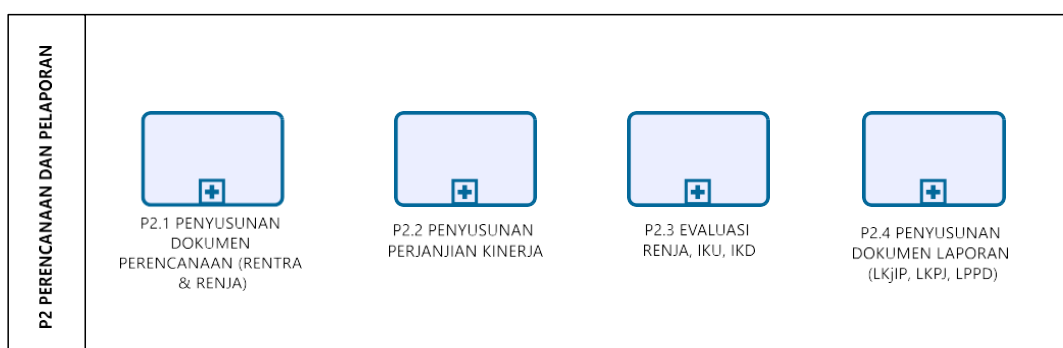 P2 PERENCANAAN DAN PELAPORAN
P2.1 PENYUSUNAN
DOKUMEN
PERENCANAAN (RENTRA
& RENJA)
P2.2 PENYUSUNAN
PERJANJIAN KINERJA
P2.3 EVALUASI
RENJA, IKU, IKD
P2.4 PENYUSUNAN
DOKUMEN LAPORAN
(LKjIP, LKPJ, LPPD)